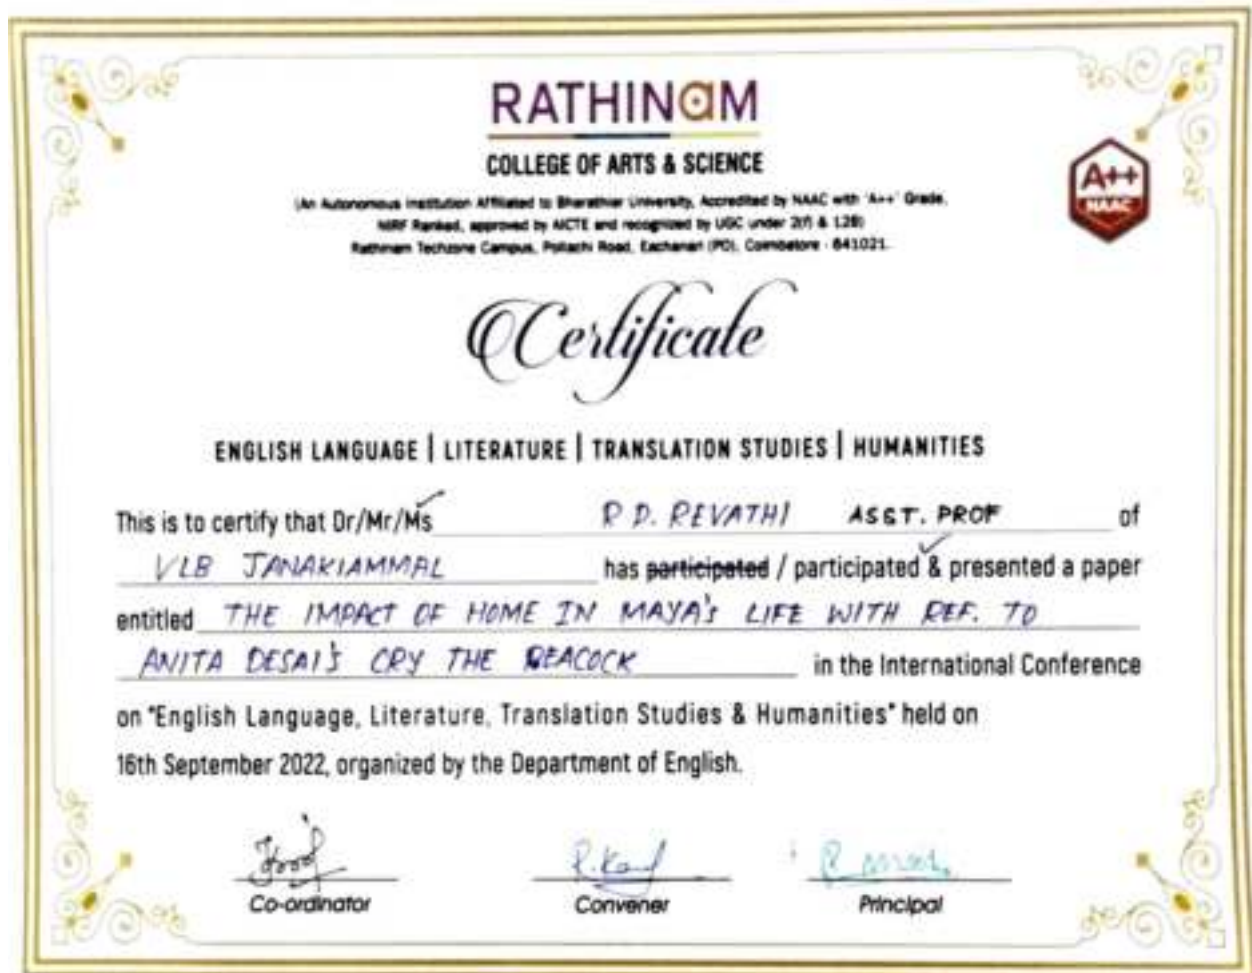 RATHINAM
COLLEGE OF ARTS & SCIENCE
(An Autonomous Institution Affiliated to Bharathiar University, Accredited by NAAC with 'A++' Grade,
NIRF Ranked, approved by AICTE and recognized by UGC under 2(f) & 12B)
Rathinam Techzone Campus, Pollachi Road, Eachanari (PO), Coimbatore - 641021.
A++
NAAC
Certificate
ENGLISH LANGUAGE | LITERATURE | TRANSLATION STUDIES | HUMANITIES
This is to certify that Dr/Mr/Ms R D. REVATHI ASST. PROF of
VLB JANAKIAMMAL has participated / participated & presented a paper
entitled THE IMPACT OF HOME IN MAYA'S LIFE WITH REF. TO
ANITA DESAI'S CRY THE PEACOCK in the International Conference
on "English Language, Literature, Translation Studies & Humanities" held on
16th September 2022, organized by the Department of English.
Co-ordinator
Convener
Principal